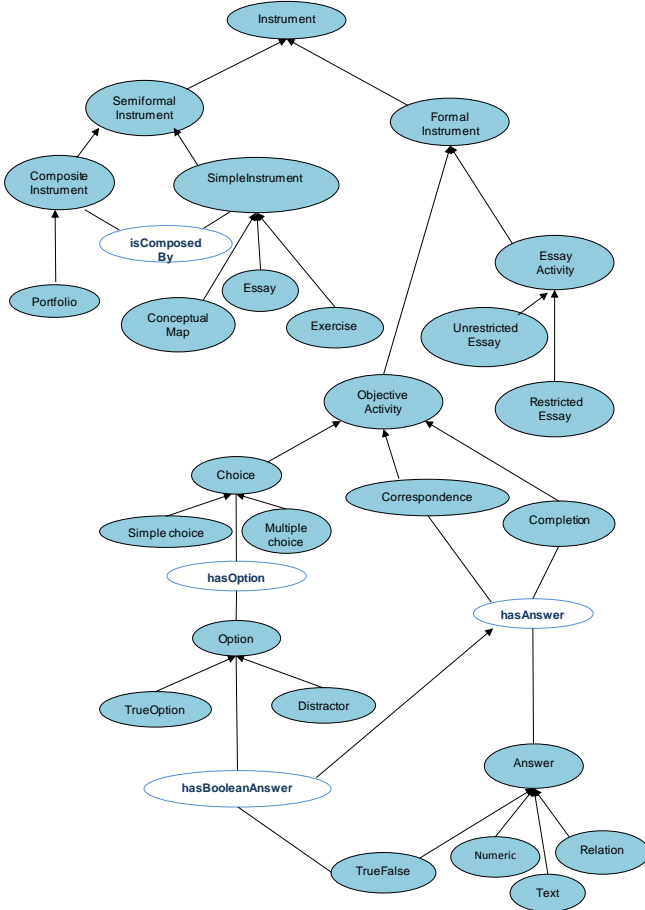 Instrument
Semiformal
Instrument
Formal
Instrument
Composite
Instrument
SimpleInstrument
isComposed
By
Essay
Activity
Portfolio
Essay
Conceptual
Map
Exercise
Unrestricted
Essay
Restricted
Essay
Objective
Activity
Choice
Correspondence
Simple choice
Multiple
choice
Completion
hasOption
hasAnswer
Option
TrueOption
Distractor
Answer
hasBooleanAnswer
TrueFalse
Numeric
Relation
Text